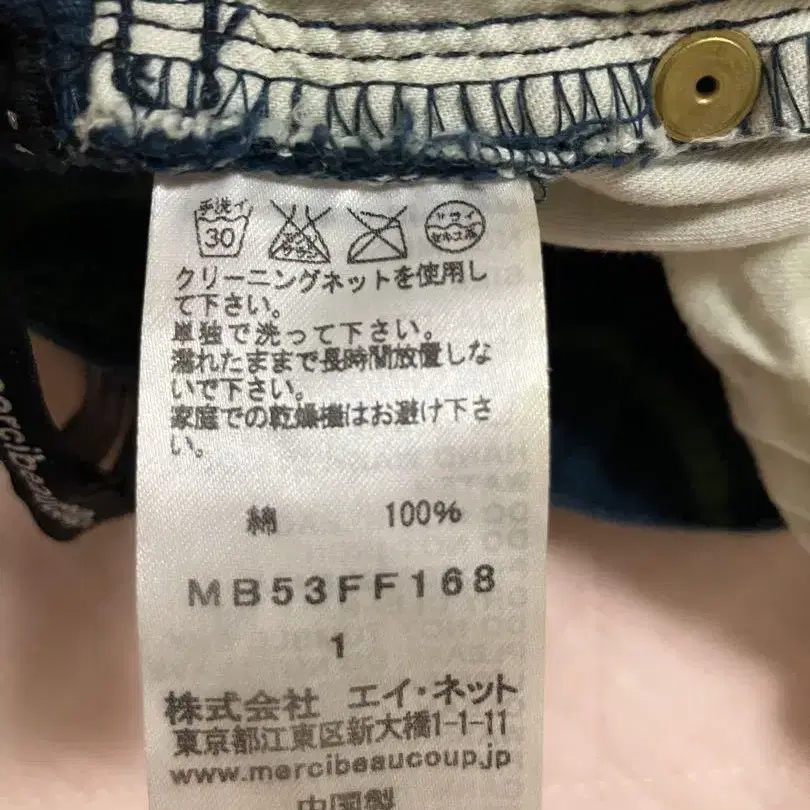 手洗イ
30
クリーニングネットを使用し
て下さい。
単独で洗って下さい。
濡れたままで長時間放置しな
いで下さい。
家庭での乾燥機はお避け下さ
い。
綿 100%
MB53FF168
1
株式会社 エイ・ネット
東京都江東区新大橋1-1-11
www.mercibeaucoup.jp
中国製
mercibeaucoup